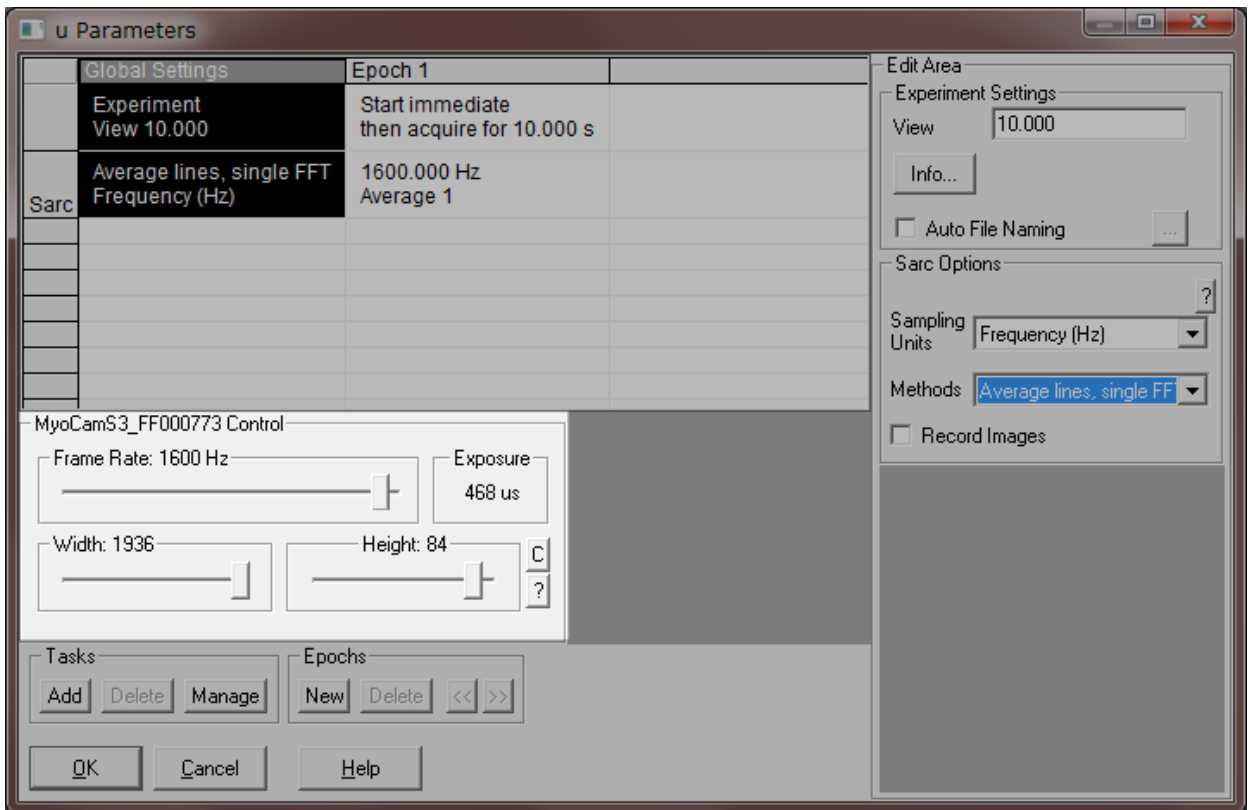 u Parameters
Global Settings
Epoch 1
Experiment
View 10.000
Start immediate
then acquire for 10.000 s
Sarc
Average lines, single FFT
Frequency (Hz)
1600.000 Hz
Average 1
MyoCamS3_FF000773 Control
Frame Rate: 1600 Hz
Exposure
468 us
Width: 1936
Height: 84
C
?
Tasks
Add
Delete
Manage
Epochs
New
Delete
<<
>>
OK
Cancel
Help
Edit Area
Experiment Settings
View
10.000
Info...
Auto File Naming
...
Sarc Options
?
Sampling
Units
Frequency (Hz)
Methods
Average lines, single FF
Record Images